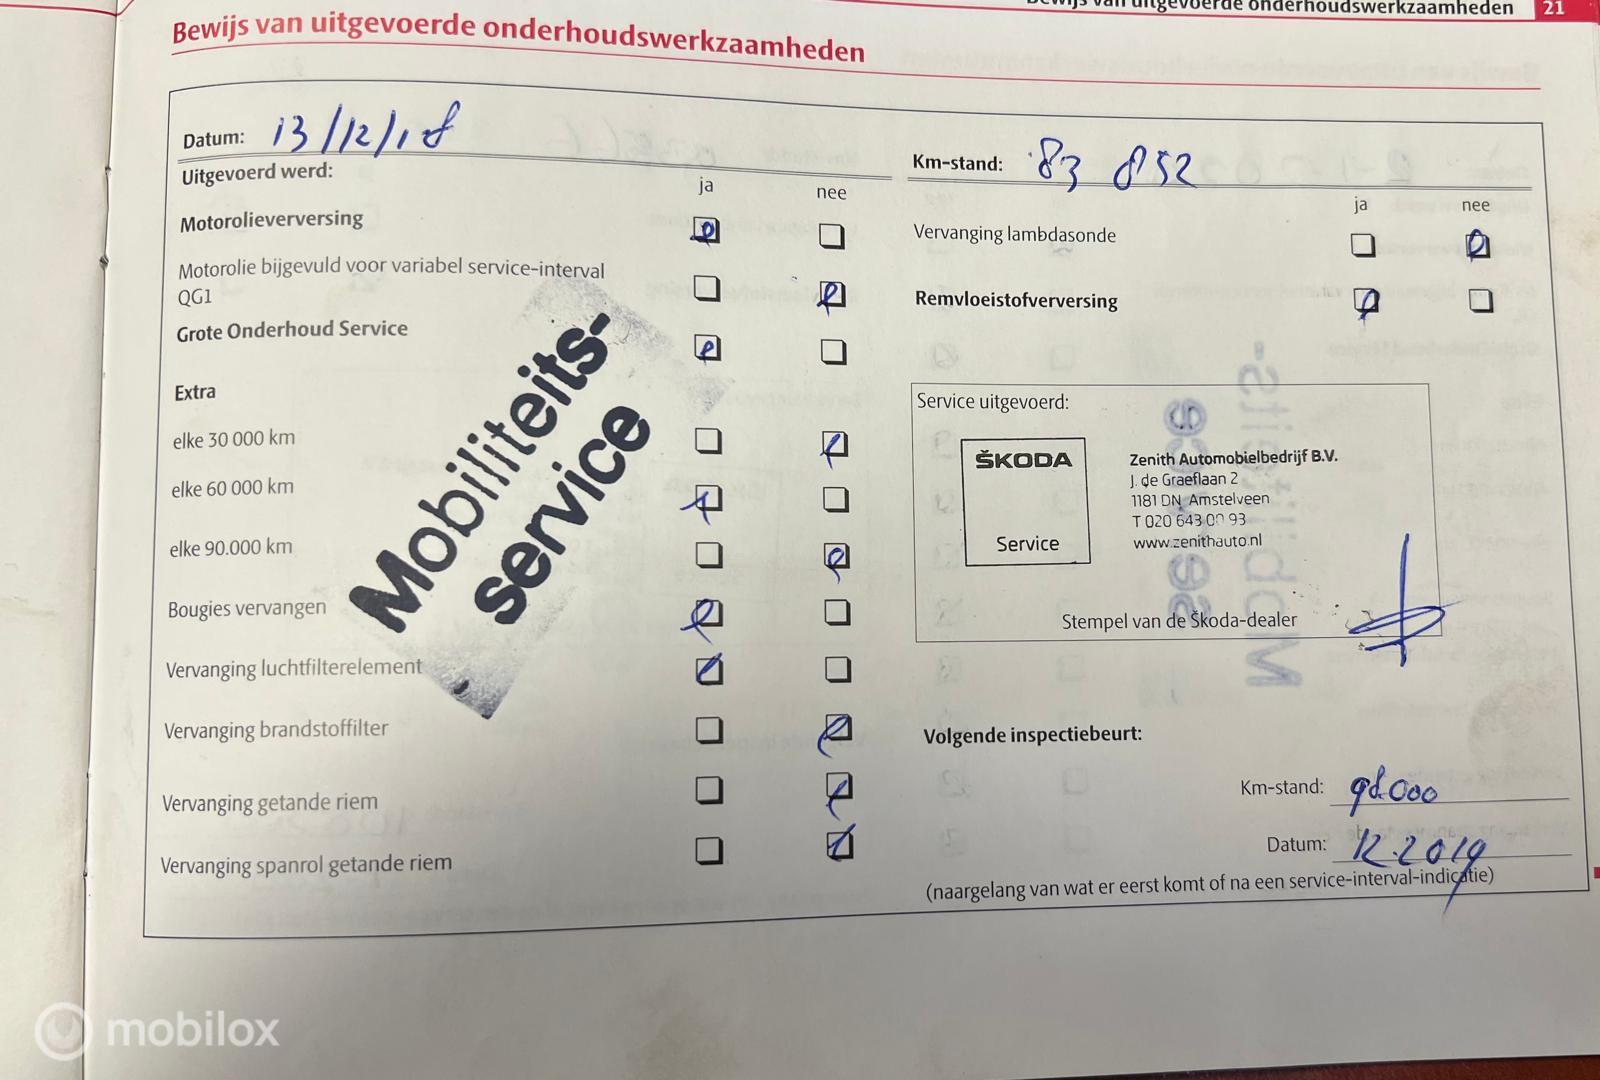 Bewijs van uitgevoerde onderhoudswerkzaamheden 21
Bewijs van uitgevoerde onderhoudswerkzaamheden
Datum: 13/12/18
Uitgevoerd werd:
ja nee
Motorolieverversing
Motorolie bijgevuld voor variabel service-interval
QG1
Grote Onderhoud Service
Extra
elke 30 000 km
elke 60 000 km
elke 90.000 km
Bougies vervangen
Vervanging luchtfilterelement
Vervanging brandstoffilter
Vervanging getande riem
Vervanging spanrol getande riem
Mobiliteits-
service
Km-stand: 83 852
ja nee
Vervanging lambdasonde
Remvloeistofverversing
Service uitgevoerd:
ŠKODA
Service
Zenith Automobielbedrijf B.V.
J. de Graeflaan 2
1181 DN Amstelveen
T 020 643 00 93
www.zenithauto.nl
Stempel van de Škoda-dealer
Volgende inspectiebeurt:
Km-stand: 98000
Datum: 12.2019
(naargelang van wat er eerst komt of na een service-interval-indicatie)
mobilox